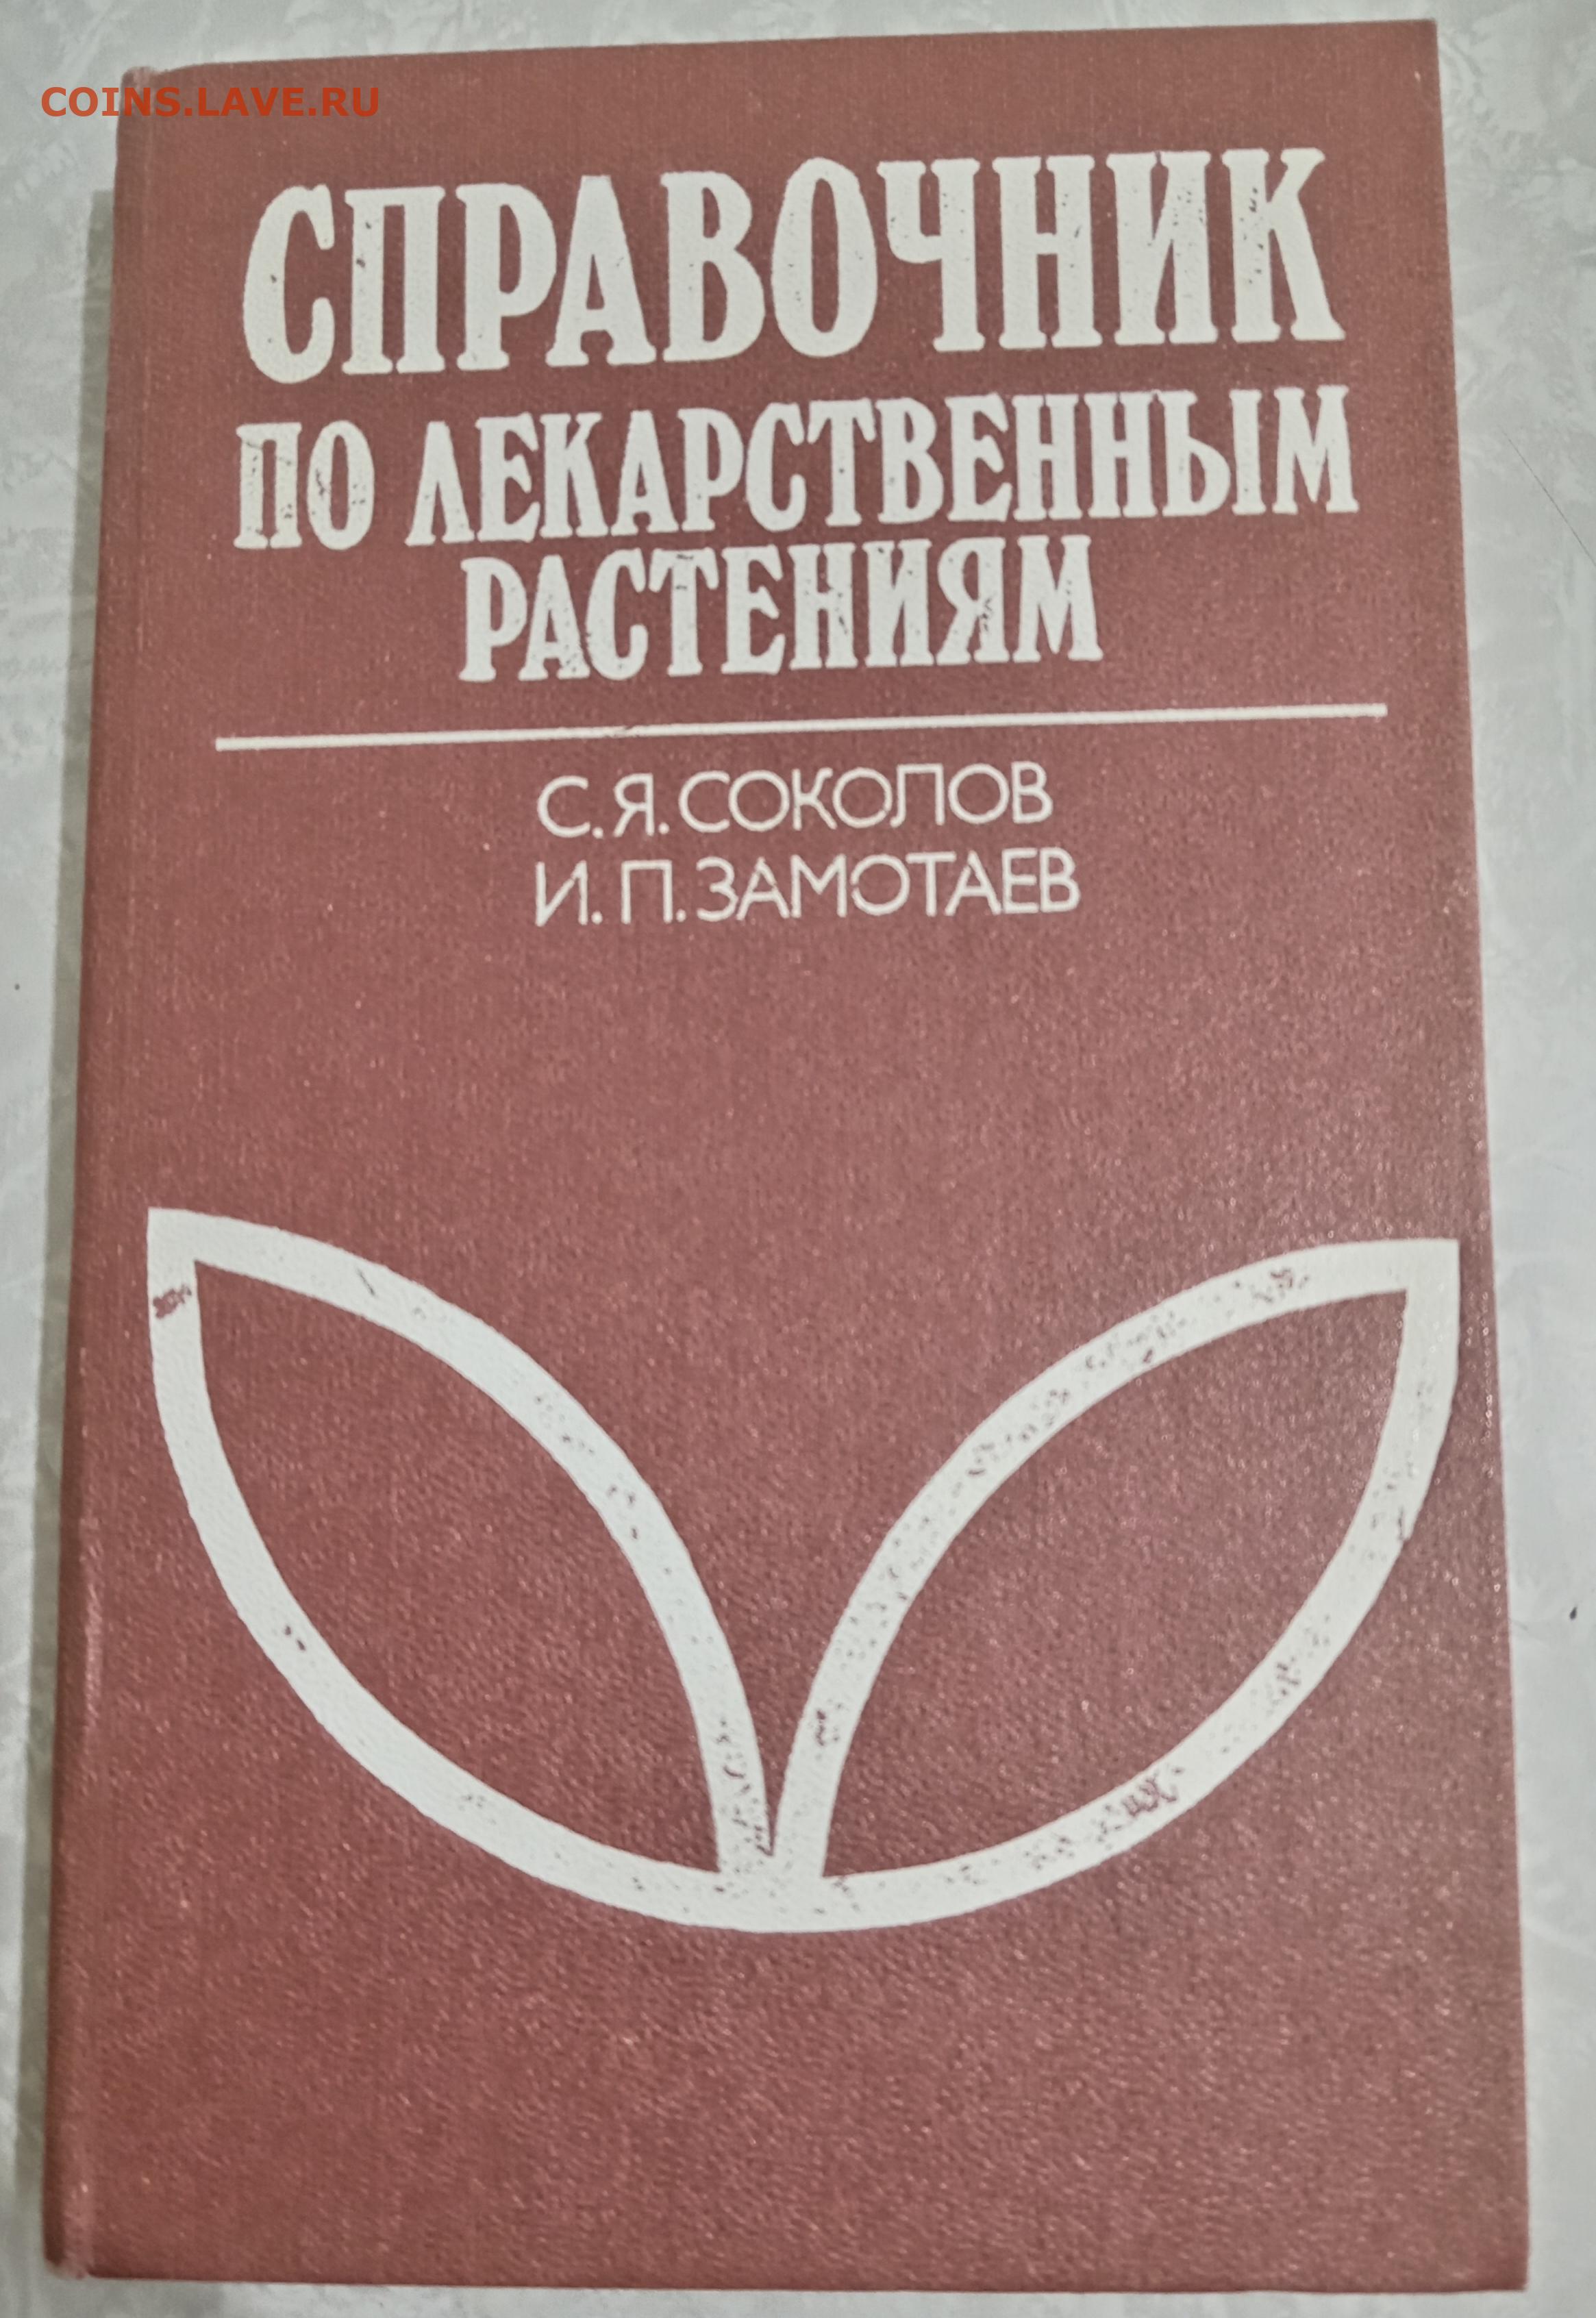 COINS.LAVE.RU
СПРАВОЧНИК
ПО ЛЕКАРСТВЕННЫМ
РАСТЕНИЯМ
С.Я.СОКОЛОВ
И.П.ЗАМОТАЕВ